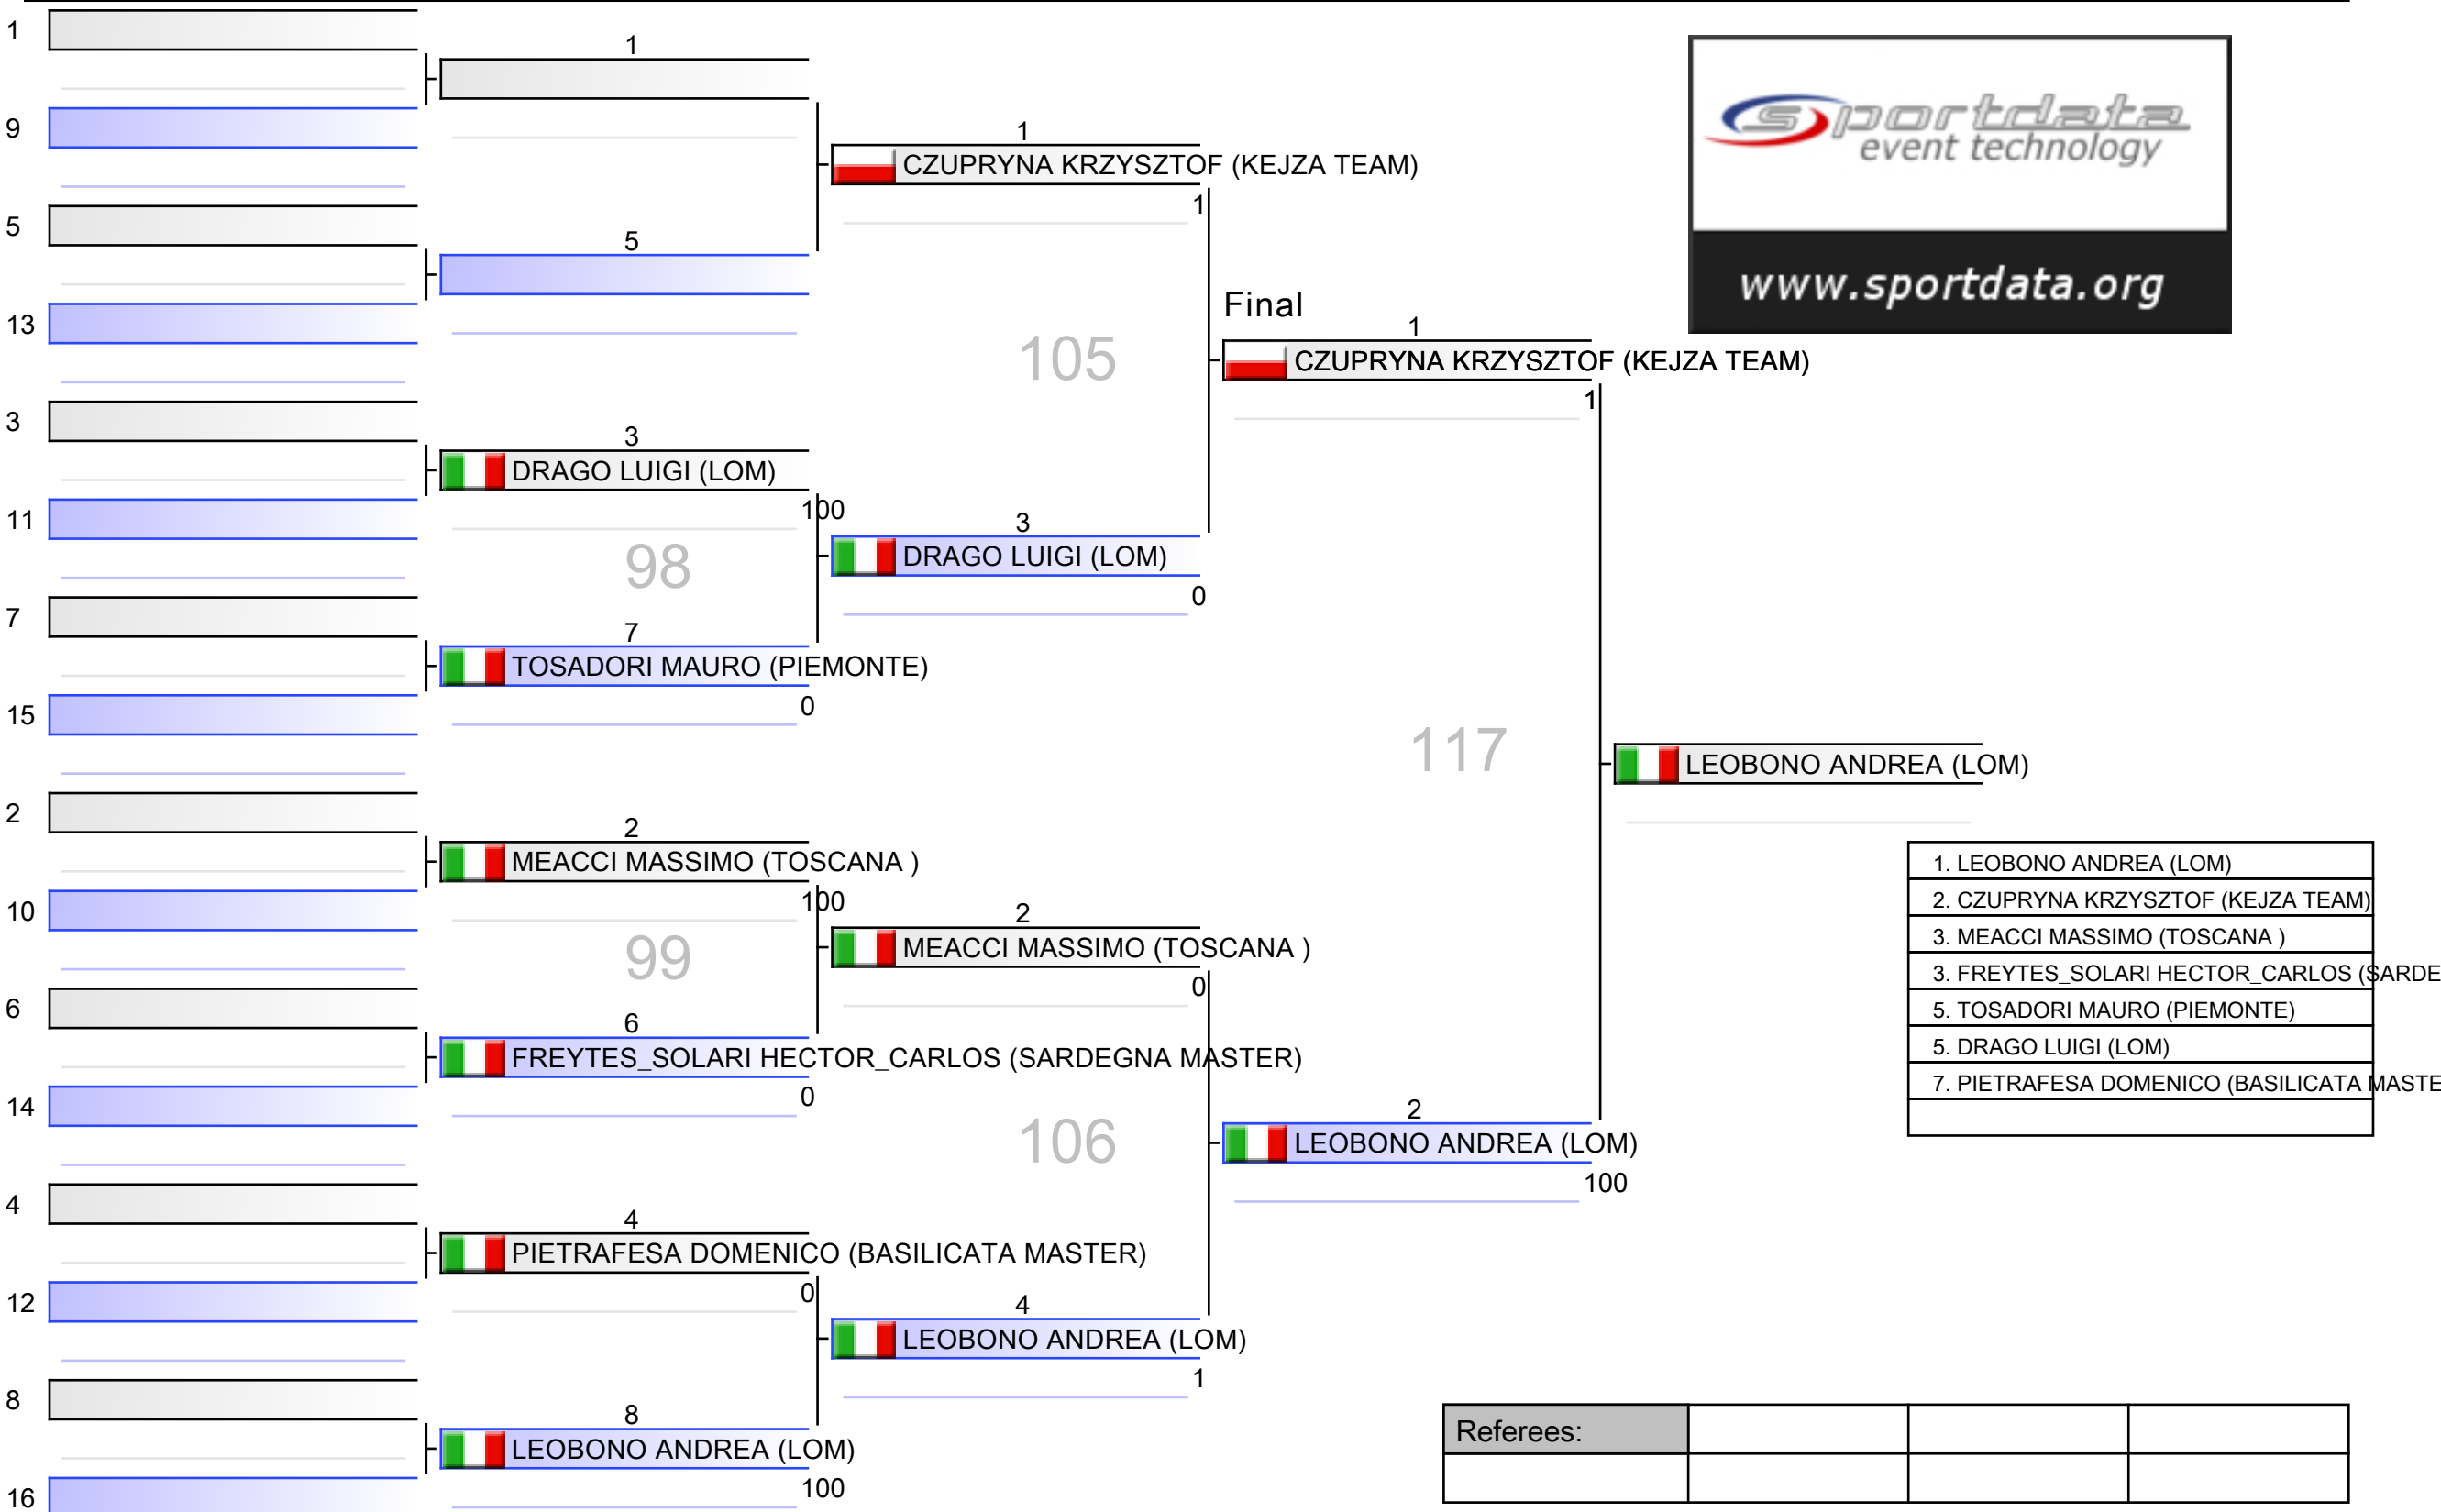 1
1
9
1
CZUPRYNA KRZYSZTOF (KEJZA TEAM)
1
sportdata
event technology
www.sportdata.org
5
5
13
105
Final
1
CZUPRYNA KRZYSZTOF (KEJZA TEAM)
1
3
3
DRAGO LUIGI (LOM)
100
11
98
3
DRAGO LUIGI (LOM)
0
7
7
TOSADORI MAURO (PIEMONTE)
0
15
117
LEOBONO ANDREA (LOM)
2
2
MEACCI MASSIMO (TOSCANA )
100
10
99
2
MEACCI MASSIMO (TOSCANA )
0
6
6
FREYTES_SOLARI HECTOR_CARLOS (SARDEGNA MASTER)
0
14
106
2
LEOBONO ANDREA (LOM)
100
1. LEOBONO ANDREA (LOM)
2. CZUPRYNA KRZYSZTOF (KEJZA TEAM)
3. MEACCI MASSIMO (TOSCANA )
3. FREYTES_SOLARI HECTOR_CARLOS (SARDE
5. TOSADORI MAURO (PIEMONTE)
5. DRAGO LUIGI (LOM)
7. PIETRAFESA DOMENICO (BASILICATA MASTE
4
4
PIETRAFESA DOMENICO (BASILICATA MASTER)
0
12
4
LEOBONO ANDREA (LOM)
1
8
8
LEOBONO ANDREA (LOM)
100
16
Referees: